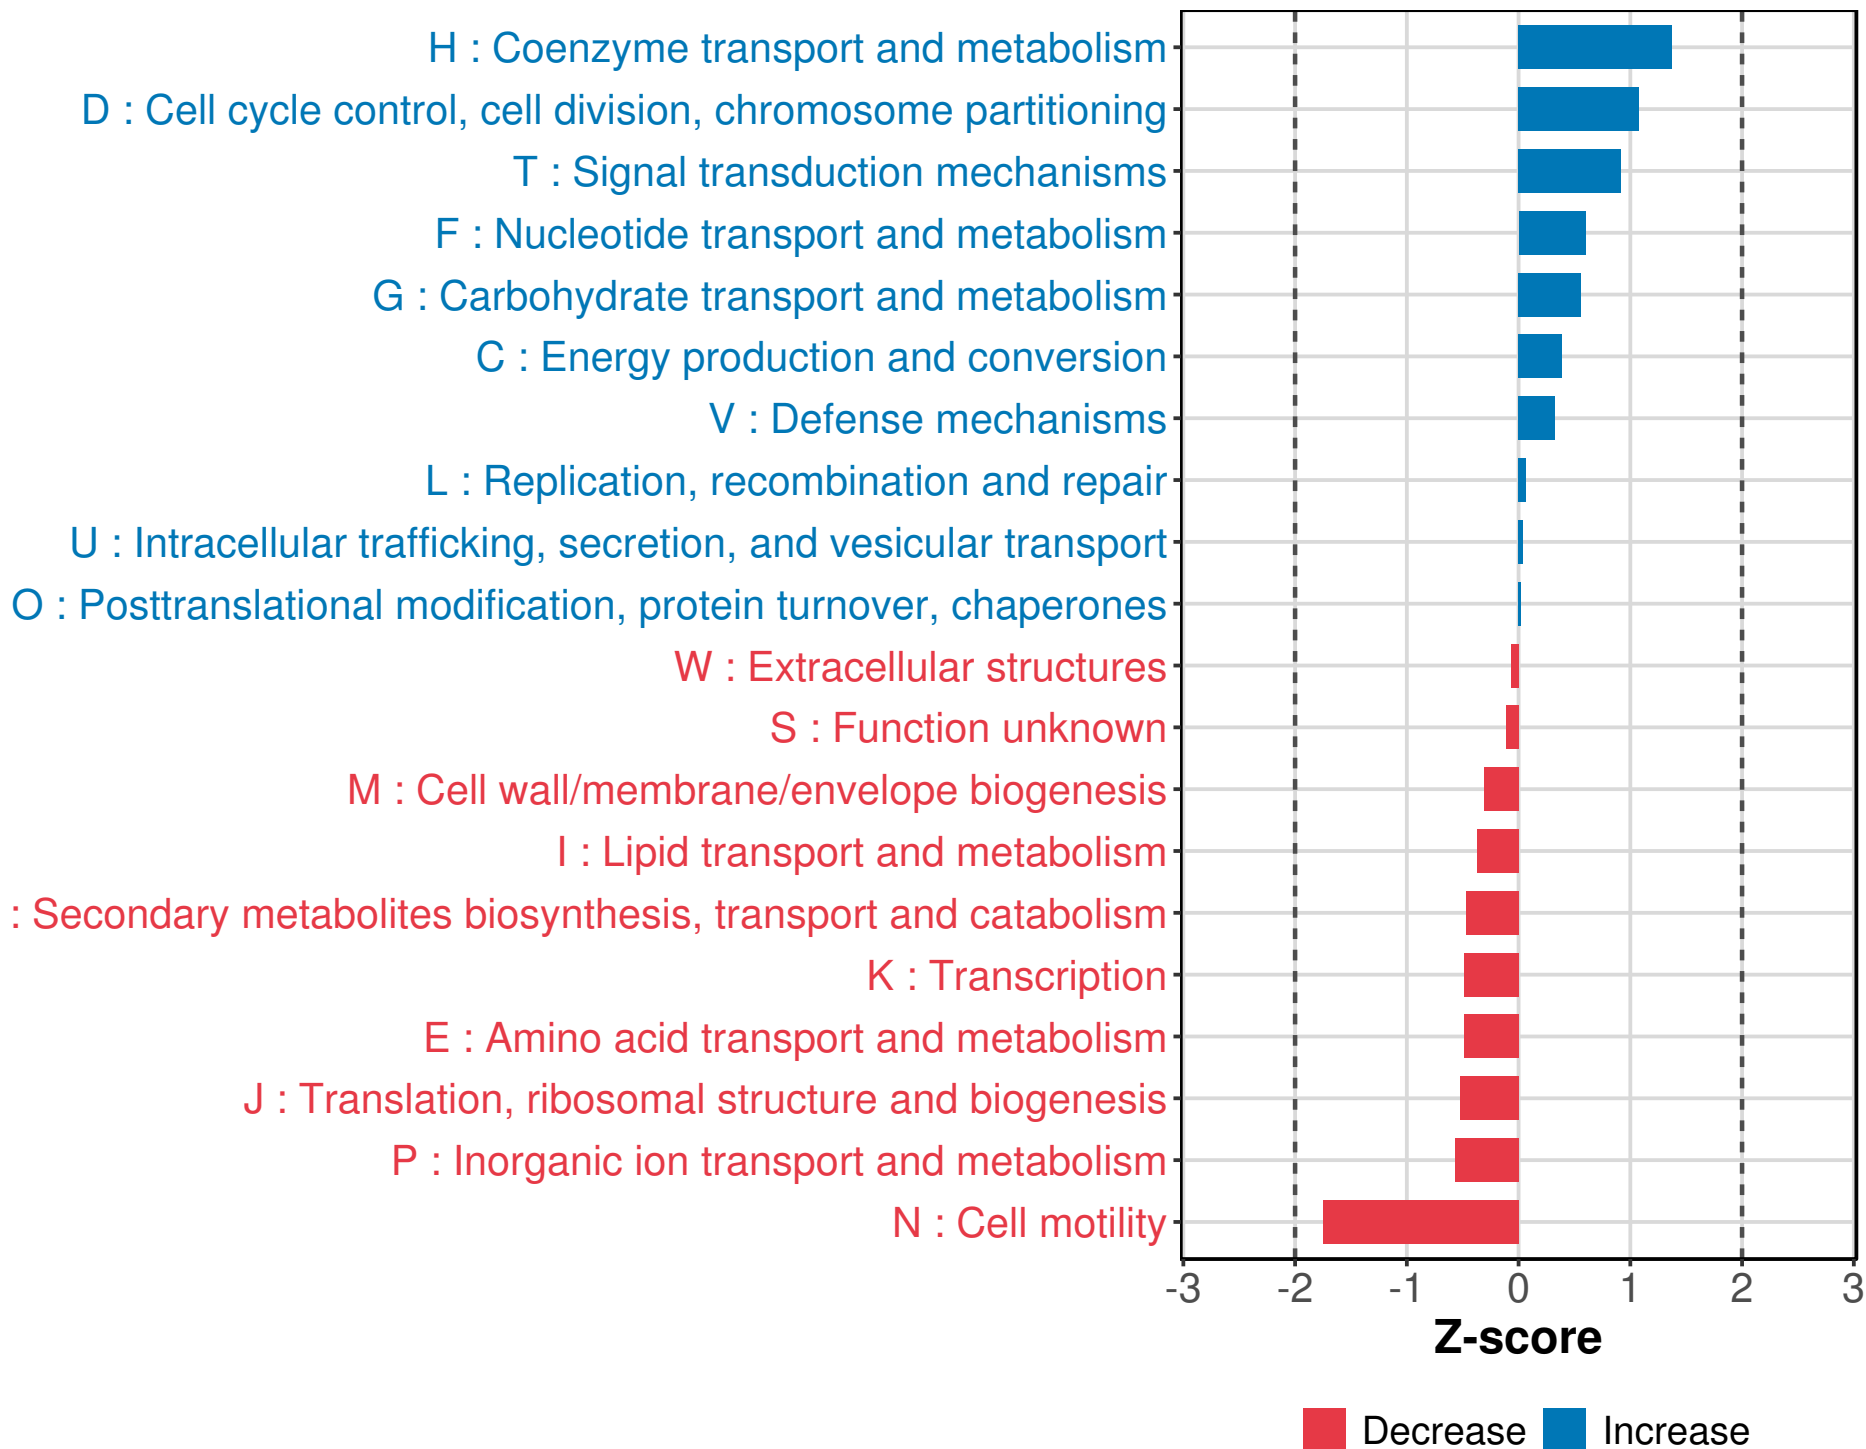 H : Coenzyme transport and metabolism
D : Cell cycle control, cell division, chromosome partitioning
T : Signal transduction mechanisms
F : Nucleotide transport and metabolism
G : Carbohydrate transport and metabolism
C : Energy production and conversion
V : Defense mechanisms
L : Replication, recombination and repair
U : Intracellular trafficking, secretion, and vesicular transport
O : Posttranslational modification, protein turnover, chaperones
W : Extracellular structures
S : Function unknown
M : Cell wall/membrane/envelope biogenesis
I : Lipid transport and metabolism
: Secondary metabolites biosynthesis, transport and catabolism
K : Transcription
E : Amino acid transport and metabolism
J : Translation, ribosomal structure and biogenesis
P : Inorganic ion transport and metabolism
N : Cell motility
-3 -2 -1 0 1 2 3
Z-score
Decrease Increase